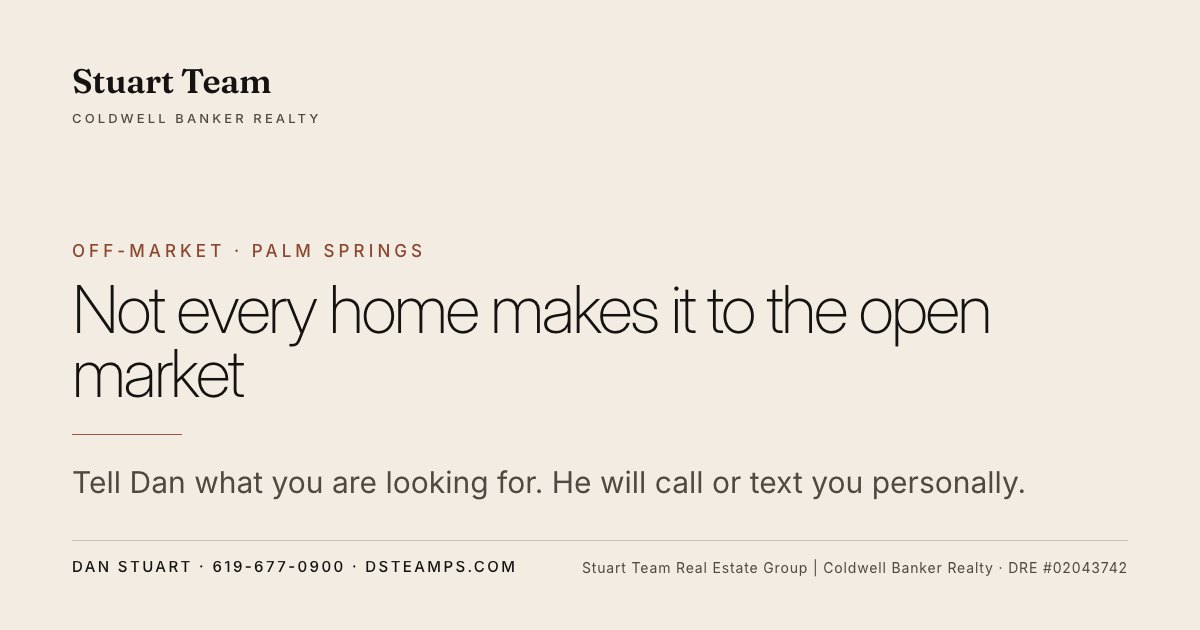 Stuart Team
COLDWELL BANKER REALTY
OFF-MARKET · PALM SPRINGS
Not every home makes it to the open
market
Tell Dan what you are looking for. He will call or text you personally.
DAN STUART · 619-677-0900 · DSTEAMPS.COM
Stuart Team Real Estate Group | Coldwell Banker Realty · DRE #02043742